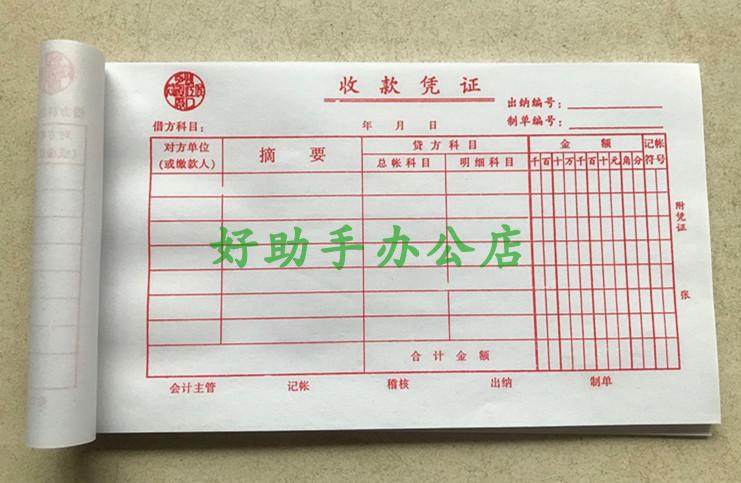 收款凭证
出纳编号：
制单编号：
借方科目：
年 月 日
对方单位
(或缴款人)
摘要
贷方科目
总帐科目 明细科目
金额
千百十万千百十元角分
记帐
符号
好助手办公店
附凭证
张
合计金额
会计主管 记帐 稽核 出纳 制单